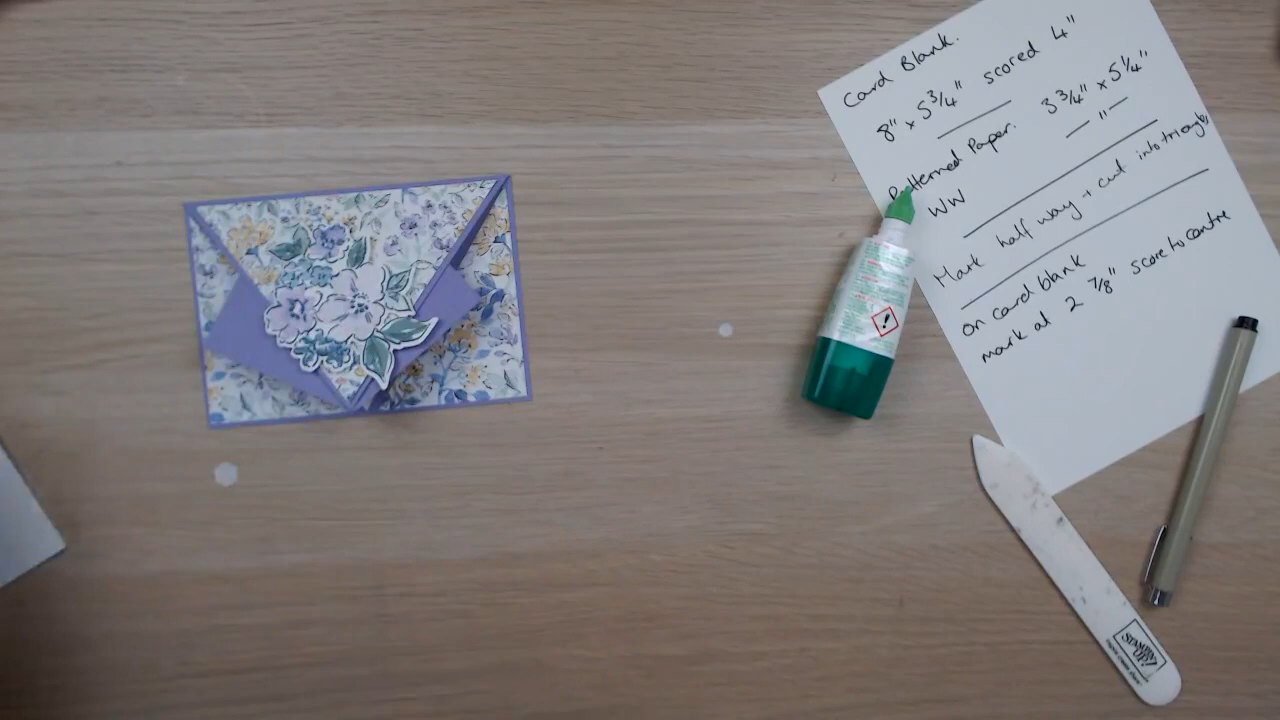 Card Blank.
8" x 5 3/4" scored 4"
Patterned Paper. 3 3/4" x 5 1/4"
WW — " —
Mark half way + cut into triangles
on card blank
mark at 2 7/8" score to centre
STAMPIN' UP!